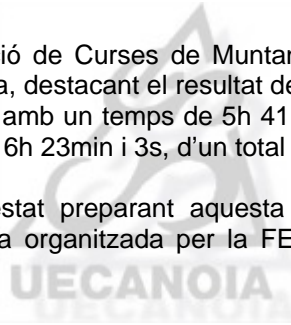 ió de Curses de Muntan
a, destacant el resultat de
amb un temps de 5h 41
6h 23min i 3s, d'un total
estat preparant aquesta
a organitzada per la FE
UECANOIA